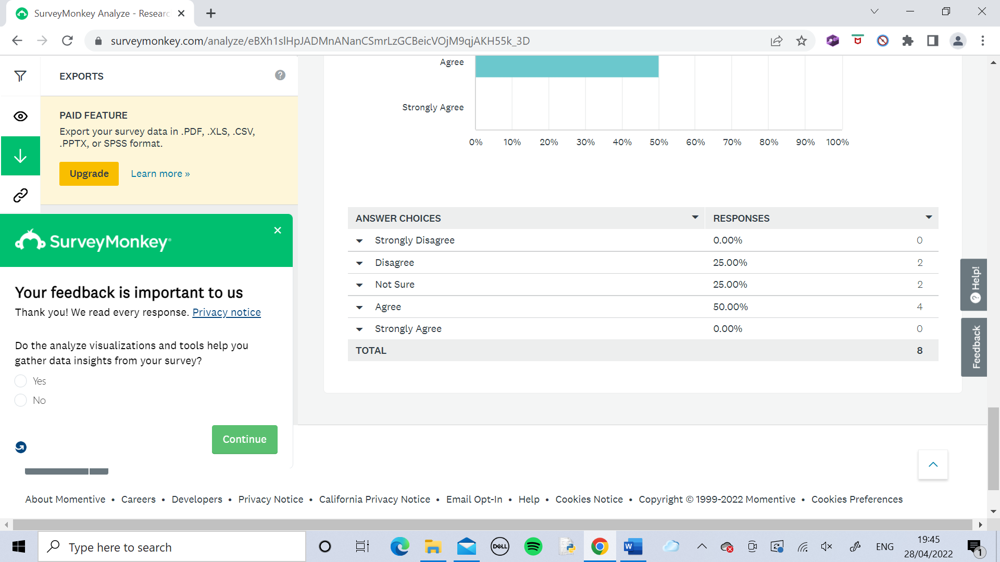 SurveyMonkey Analyze - Researc
surveymonkey.com/analyze/eBXh1slHpJADMnANanCSmrLzGCBeicVOjM9qjAKH55k_3D
EXPORTS
?
PAID FEATURE
Export your survey data in .PDF, .XLS, .CSV,
.PPTX, or SPSS format.
Upgrade
Learn more »
SurveyMonkey®
Your feedback is important to us
Thank you! We read every response. Privacy notice
Do the analyze visualizations and tools help you
gather data insights from your survey?
Yes
No
Continue
Agree
Strongly Agree
0% 10% 20% 30% 40% 50% 60% 70% 80% 90% 100%
ANSWER CHOICES RESPONSES
Strongly Disagree 0.00% 0
Disagree 25.00% 2
Not Sure 25.00% 2
Agree 50.00% 4
Strongly Agree 0.00% 0
TOTAL 8
? Help!
Feedback
About Momentive • Careers • Developers • Privacy Notice • California Privacy Notice • Email Opt-In • Help • Cookies Notice • Copyright © 1999-2022 Momentive • Cookies Preferences
Type here to search
DELL
W
ENG
19:45
28/04/2022
1